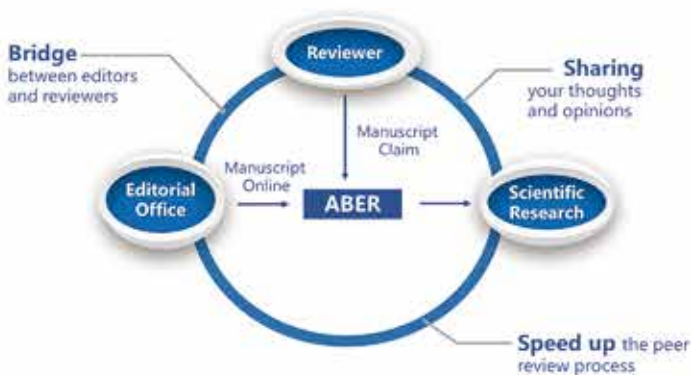 Reviewer
Bridge
between editors
and reviewers
Sharing
your thoughts
and opinions
Manuscript
Claim
Manuscript
Online
Editorial
Office
ABER
Scientific
Research
Speed up the peer
review process